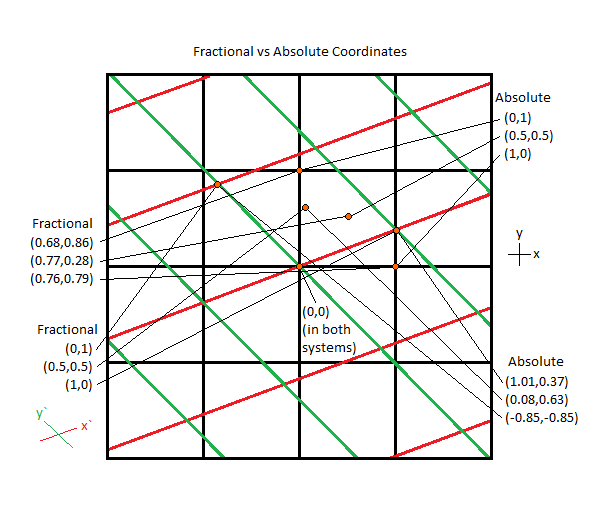 Fractional vs Absolute Coordinates
Absolute
(0,1)
(0.5,0.5)
(1,0)
Fractional
(0.68,0.86)
(0.77,0.28)
(0.76,0.79)
y
x
(0,0)
(in both
systems)
Fractional
(0,1)
(0.5,0.5)
(1,0)
Absolute
(1.01,0.37)
(0.08,0.63)
(-0.85,-0.85)
y`
x`